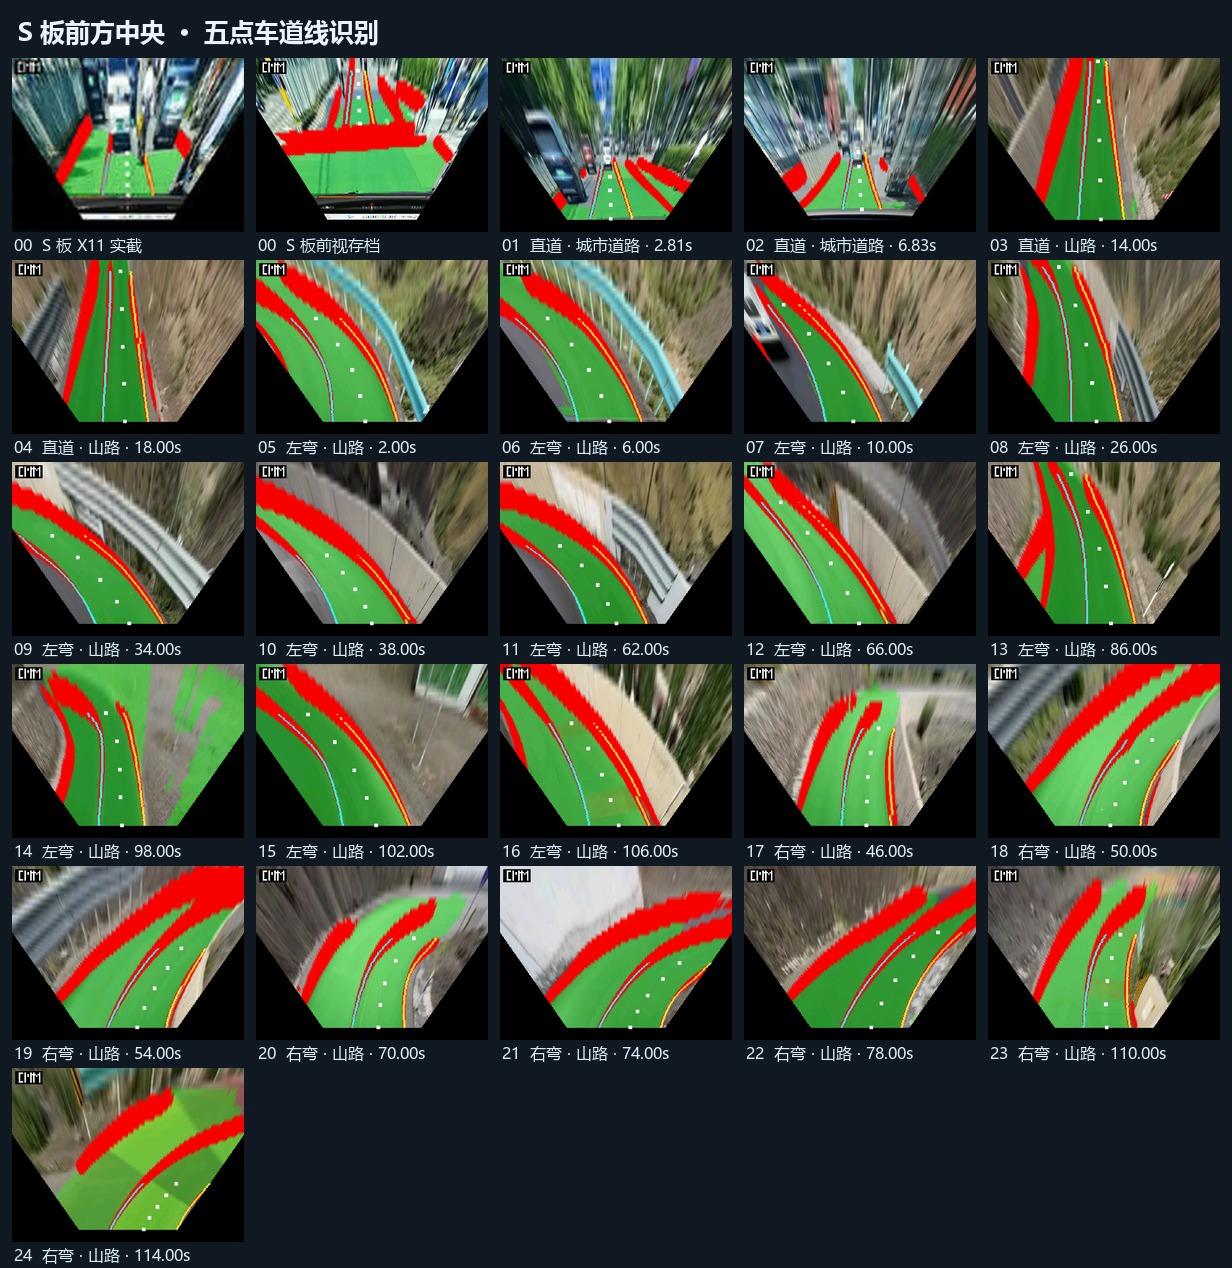 S 板前方中央 • 五点车道线识别
00 S 板 X11 实截
00 S 板前视存档
01 直道 · 城市道路 · 2.81s
02 直道 · 城市道路 · 6.83s
03 直道 · 山路 · 14.00s
04 直道 · 山路 · 18.00s
05 左弯 · 山路 · 2.00s
06 左弯 · 山路 · 6.00s
07 左弯 · 山路 · 10.00s
08 左弯 · 山路 · 26.00s
09 左弯 · 山路 · 34.00s
10 左弯 · 山路 · 38.00s
11 左弯 · 山路 · 62.00s
12 左弯 · 山路 · 66.00s
13 左弯 · 山路 · 86.00s
14 左弯 · 山路 · 98.00s
15 左弯 · 山路 · 102.00s
16 左弯 · 山路 · 106.00s
17 右弯 · 山路 · 46.00s
18 右弯 · 山路 · 50.00s
19 右弯 · 山路 · 54.00s
20 右弯 · 山路 · 70.00s
21 右弯 · 山路 · 74.00s
22 右弯 · 山路 · 78.00s
23 右弯 · 山路 · 110.00s
24 右弯 · 山路 · 114.00s